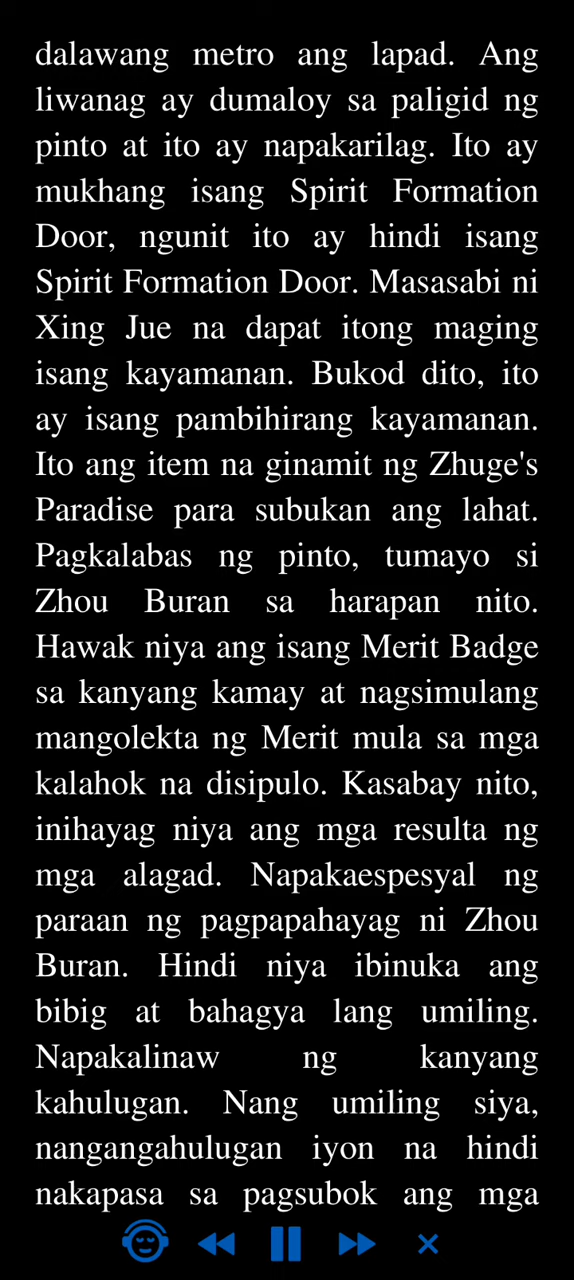 dalawang metro ang lapad. Ang
liwanag ay dumaloy sa paligid ng
pinto at ito ay napakarilag. Ito ay
mukhang isang Spirit Formation
Door, ngunit ito ay hindi isang
Spirit Formation Door. Masasabi ni
Xing Jue na dapat itong maging
isang kayamanan. Bukod dito, ito
ay isang pambihirang kayamanan.
Ito ang item na ginamit ng Zhuge's
Paradise para subukan ang lahat.
Pagkalabas ng pinto, tumayo si
Zhou Buran sa harapan nito.
Hawak niya ang isang Merit Badge
sa kanyang kamay at nagsimulang
mangolekta ng Merit mula sa mga
kalahok na disipulo. Kasabay nito,
inihayag niya ang mga resulta ng
mga alagad. Napakaespesyal ng
paraan ng pagpapahayag ni Zhou
Buran. Hindi niya ibinuka ang
bibig at bahagya lang umiling.
Napakalinaw ng kanyang
kahulugan. Nang umiling siya,
nangangahulugan iyon na hindi
nakapasa sa pagsubok ang mga